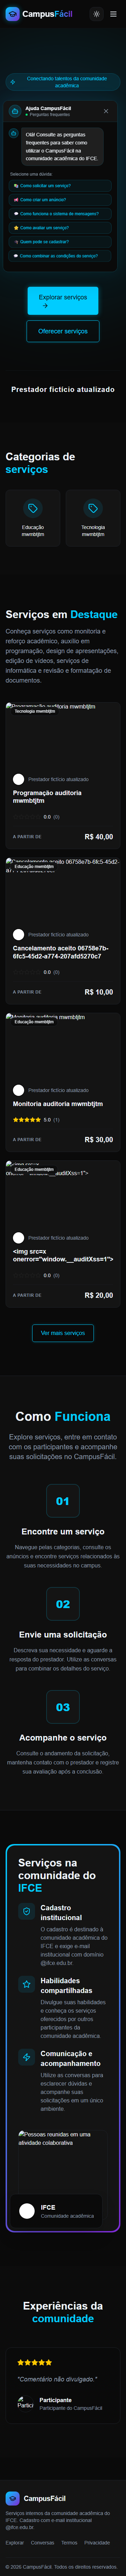 CampusFácil
Conectando talentos da comunidade
acadêmica
Ajuda CampusFácil
Perguntas frequentes
Olá! Consulte as perguntas
frequentes para saber como
utilizar o CampusFácil na
comunidade acadêmica do IFCE.
Selecione uma dúvida:
Como solicitar um serviço?
Como criar um anúncio?
Como funciona o sistema de mensagens?
Como avaliar um serviço?
Quem pode se cadastrar?
Como combinar as condições do serviço?
Explorar serviços
→
Oferecer serviços
Prestador fictício atualizado
Categorias de
serviços
Educação
mwmbtjtm
Tecnologia
mwmbtjtm
Serviços em Destaque
Conheça serviços como monitoria e
reforço acadêmico, auxílio em
programação, design de apresentações,
edição de vídeos, serviços de
informática e revisão e formatação de
documentos.
Programação auditoria
mwmbtjtm
Tecnologia mwmbtjtm
Prestador fictício atualizado
Programação auditoria
mwmbtjtm
0.0 (0)
A PARTIR DE
R$ 40,00
Cancelamento aceito 06758e7b-6fc5-45d2-
a774-207afd5270c7
Educação mwmbtjtm
Prestador fictício atualizado
Cancelamento aceito 06758e7b-
6fc5-45d2-a774-207afd5270c7
0.0 (0)
A PARTIR DE
R$ 10,00
Monitoria auditoria mwmbtjtm
Educação mwmbtjtm
Prestador fictício atualizado
Monitoria auditoria mwmbtjtm
5.0 (1)
A PARTIR DE
R$ 30,00
Educação mwmbtjtm
onerror="window.__auditXss=1">
Prestador fictício atualizado
<img src=x
onerror="window.__auditXss=1">
0.0 (0)
A PARTIR DE
R$ 20,00
Ver mais serviços
Como Funciona
Explore serviços, entre em contato
com os participantes e acompanhe
suas solicitações no CampusFácil.
01
Encontre um serviço
Navegue pelas categorias, consulte os
anúncios e encontre serviços relacionados às
suas necessidades no campus.
02
Envie uma solicitação
Descreva sua necessidade e aguarde a
resposta do prestador. Utilize as conversas
para combinar os detalhes do serviço.
03
Acompanhe o serviço
Consulte o andamento da solicitação,
mantenha contato com o prestador e registre
sua avaliação após a conclusão.
Serviços na
comunidade do
IFCE
Cadastro
institucional
O cadastro é destinado à
comunidade acadêmica do
IFCE e exige e-mail
institucional com domínio
@ifce.edu.br.
Habilidades
compartilhadas
Divulgue suas habilidades
e conheça os serviços
oferecidos por outros
participantes da
comunidade acadêmica.
Comunicação e
acompanhamento
Utilize as conversas para
esclarecer dúvidas e
acompanhe suas
solicitações em um único
ambiente.
Pessoas reunidas em uma
atividade colaborativa
IFCE
Comunidade acadêmica
Experiências da
comunidade
"Comentário não divulgado."
Partici
Participante
Participante do CampusFácil
CampusFácil
Serviços internos da comunidade acadêmica do
IFCE. Cadastro com e-mail institucional
@ifce.edu.br.
Explorar Conversas Termos Privacidade
© 2026 CampusFácil. Todos os direitos reservados.